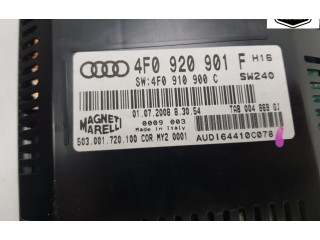 4F0 920 901 F H16
SW:4F0 910 900 C SW240
01.07.2008 8.30.54
MAGNETI
MARELLI
Made in Italy
0009 003
503.001.720.100 COR MY2 0001
AUDI64410C078